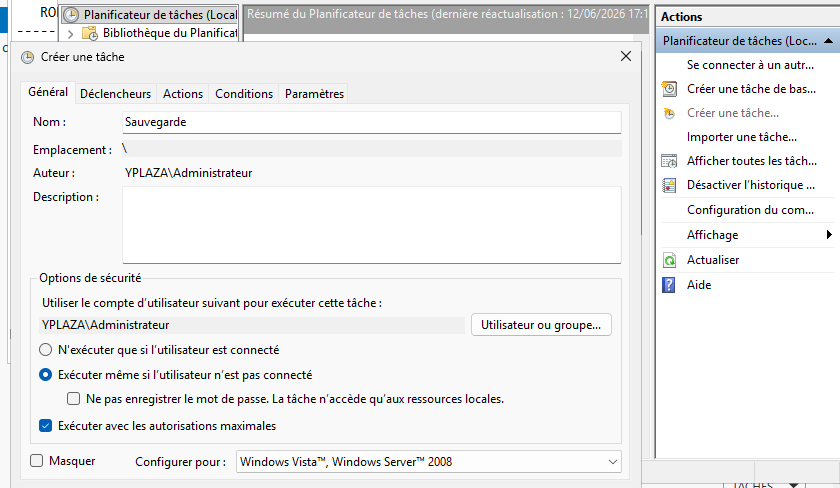 RO
Planificateur de tâches (Local
Bibliothèque du Planificat
Résumé du Planificateur de tâches (dernière réactualisation : 12/06/2026 17:1
Créer une tâche
Général Déclencheurs Actions Conditions Paramètres
Nom : Sauvegarde
Emplacement : \
Auteur : YPLAZA\Administrateur
Description :
Options de sécurité
Utiliser le compte d'utilisateur suivant pour exécuter cette tâche :
YPLAZA\Administrateur Utilisateur ou groupe...
N'exécuter que si l'utilisateur est connecté
Exécuter même si l'utilisateur n'est pas connecté
Ne pas enregistrer le mot de passe. La tâche n'accède qu'aux ressources locales.
Exécuter avec les autorisations maximales
Masquer Configurer pour : Windows Vista™, Windows Server™ 2008
Actions
Planificateur de tâches (Loc...
Se connecter à un autr...
Créer une tâche de bas...
Créer une tâche...
Importer une tâche...
Afficher toutes les tâch...
Désactiver l'historique ...
Configuration du com...
Affichage
Actualiser
Aide
TÂCHES